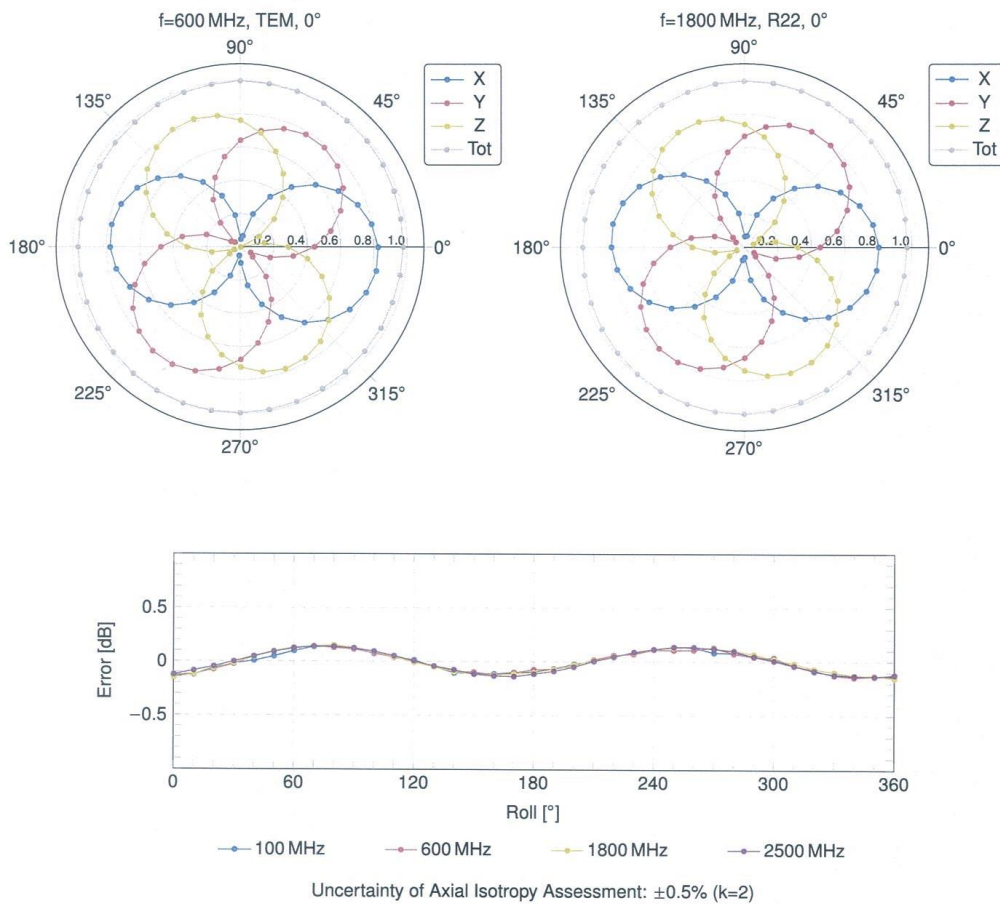 f=600 MHz, TEM, 0°
90°
135°
45°
180°
0.2 0.4 0.6 0.8 1.0
0°
225°
315°
270°
X
Y
Z
Tot
f=1800 MHz, R22, 0°
90°
135°
45°
180°
0.2 0.4 0.6 0.8 1.0
0°
225°
315°
270°
X
Y
Z
Tot
Error [dB]
0.5
0
−0.5
0 60 120 180 240 300 360
Roll [°]
100 MHz 600 MHz 1800 MHz 2500 MHz
Uncertainty of Axial Isotropy Assessment: ±0.5% (k=2)